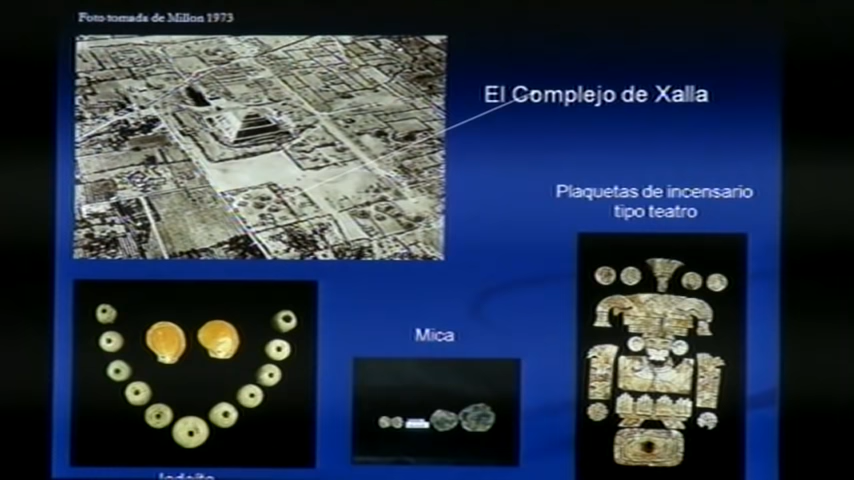 Foto tomada de Millon 1973
El Complejo de Xalla
Plaquetas de incensario
tipo teatro
Mica